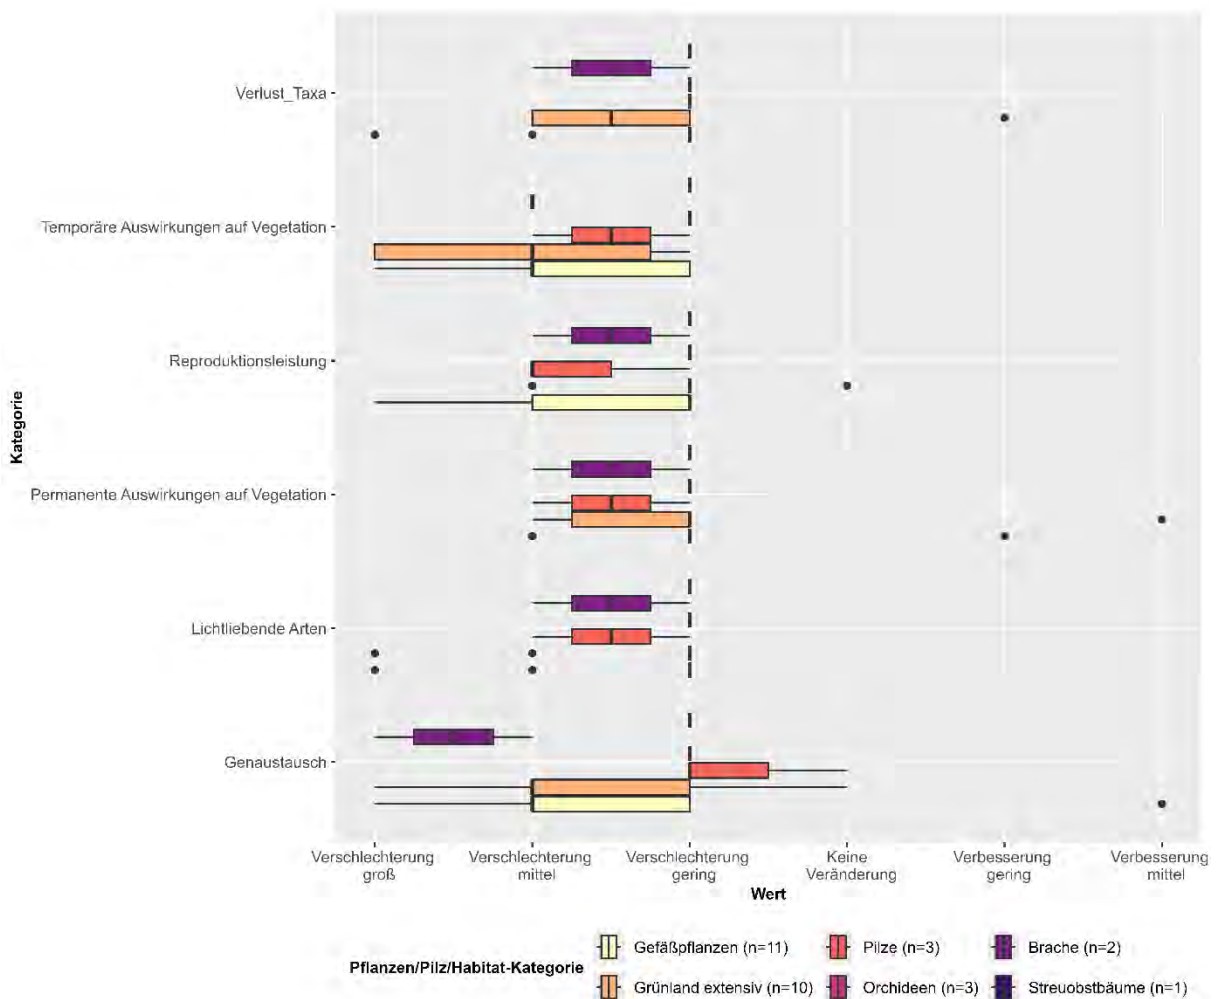 Verlust_Taxa
Temporäre Auswirkungen auf Vegetation
Reproduktionsleistung
Permanente Auswirkungen auf Vegetation
Lichtliebende Arten
Genaustausch
Kategorie
Verschlechterung
groß
Verschlechterung
mittel
Verschlechterung
gering
Keine
Veränderung
Verbesserung
gering
Verbesserung
mittel
Wert
Pflanzen/Pilz/Habitat-Kategorie
Gefäßpflanzen (n=11)
Pilze (n=3)
Brache (n=2)
Grünland extensiv (n=10)
Orchideen (n=3)
Streuobstbäume (n=1)